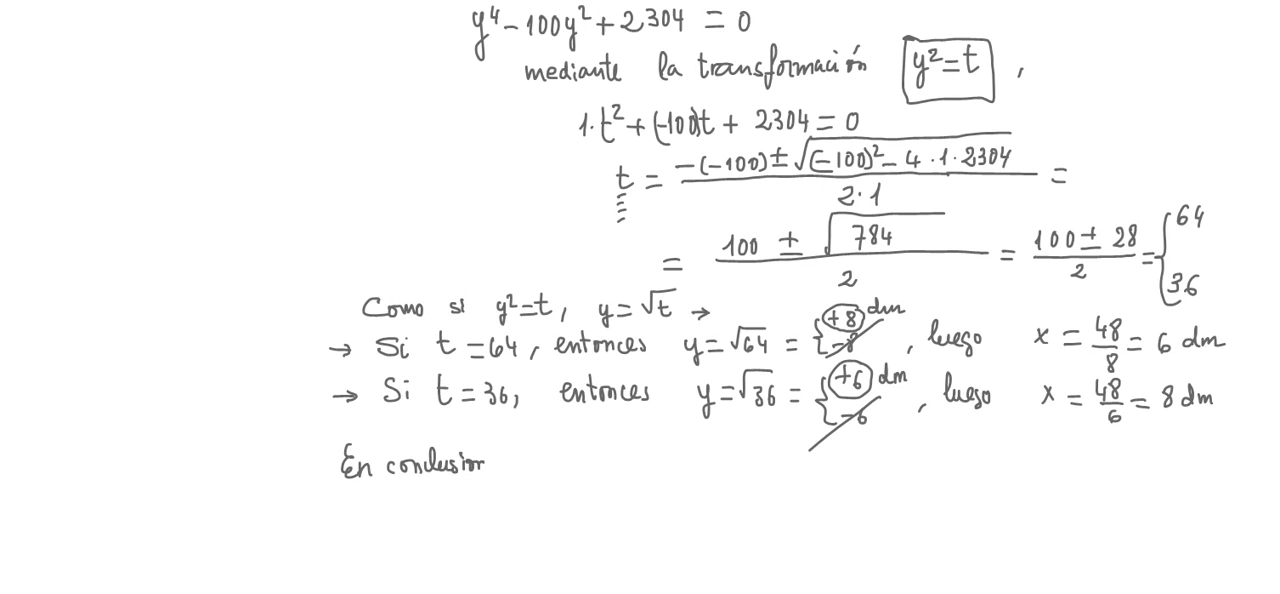 y⁴ - 100y² + 2304 = 0
mediante la transformación y² = t ,
1·t² + (-100)t + 2304 = 0
t = (-(-100) ± √((-100)² - 4·1·2304)) / (2·1) =
= (100 ± √784) / 2 = (100 ± 28) / 2 = { 64 36
Como si y² = t, y = √t →
→ Si t = 64, entonces y = √64 = { +8 dm -8 , luego x = 48/8 = 6 dm
→ Si t = 36, entonces y = √36 = { +6 dm -6 , luego x = 48/6 = 8 dm
En conclusion